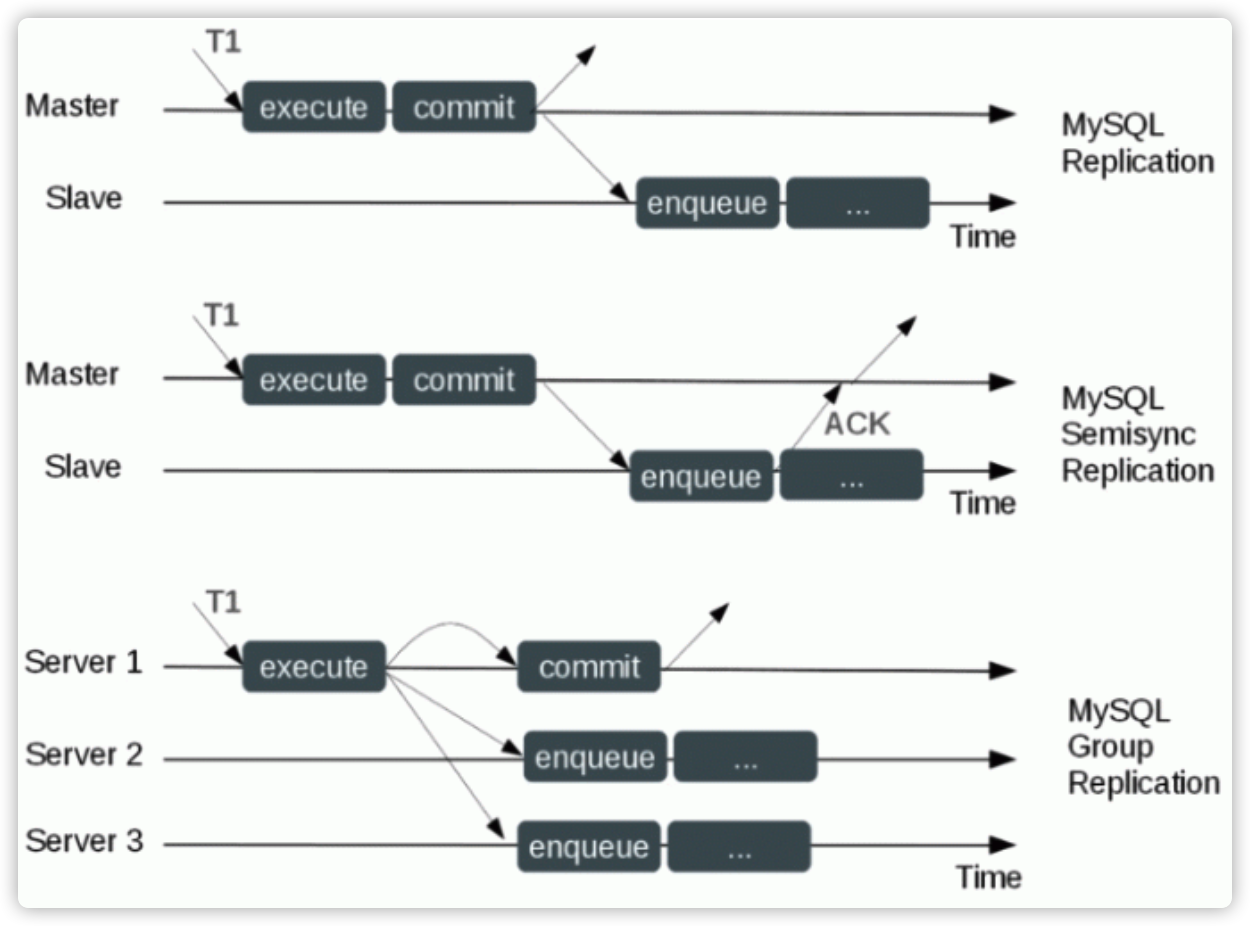 T1
Master
execute
commit
MySQL
Replication
Slave
enqueue
...
Time
T1
Master
execute
commit
MySQL
Semisync
Replication
ACK
Slave
enqueue
...
Time
T1
Server 1
execute
commit
MySQL
Group
Replication
Server 2
enqueue
...
Server 3
enqueue
...
Time